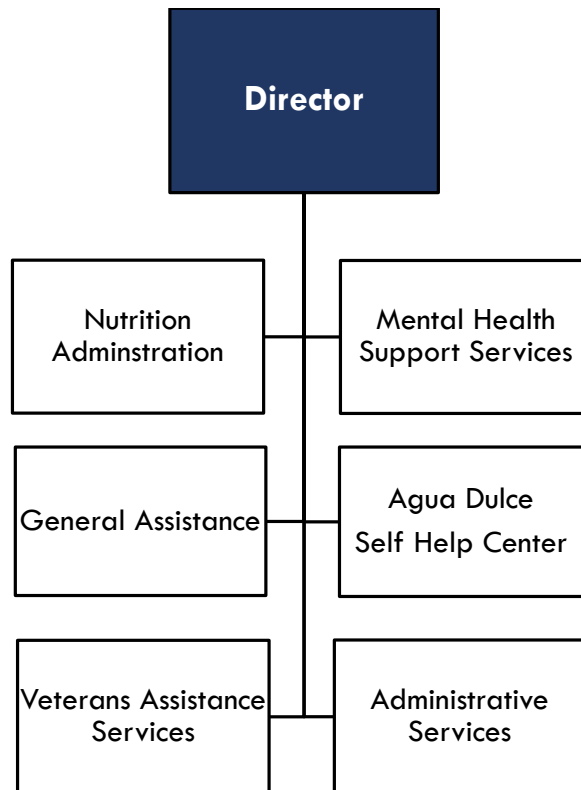 Director
Nutrition
Adminstration
Mental Health
Support Services
General Assistance
Agua Dulce
Self Help Center
Veterans Assistance
Services
Administrative
Services